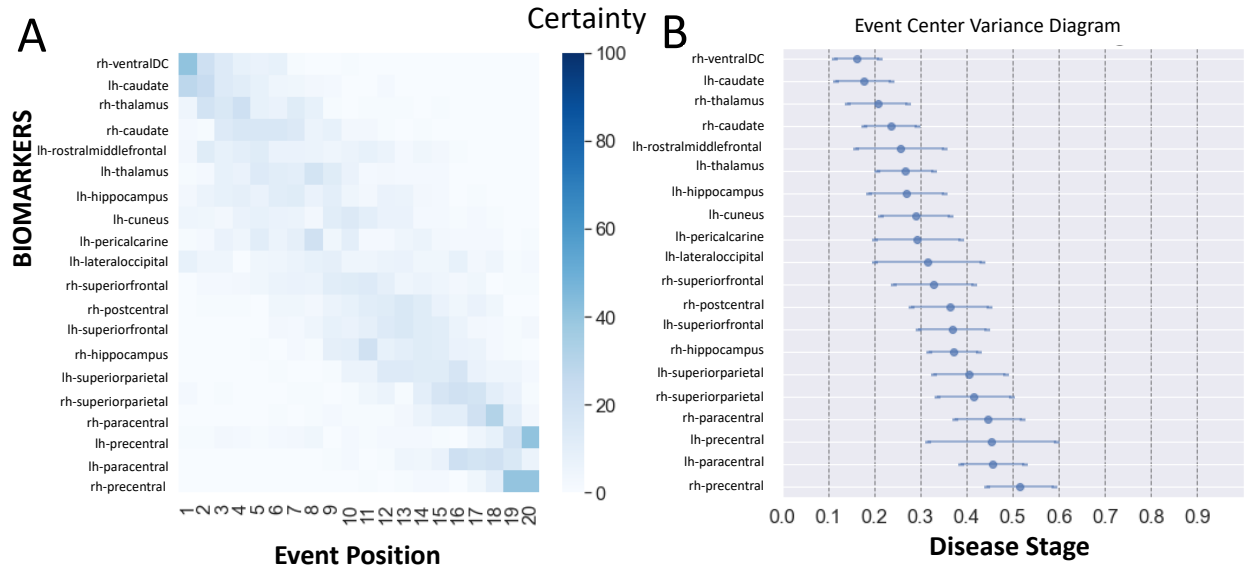 A
Certainty
B
Event Center Variance Diagram
BIOMARKERS
rh-ventralDC
lh-caudate
rh-thalamus
rh-caudate
lh-rostralmiddlefrontal
lh-thalamus
lh-hippocampus
lh-cuneus
lh-pericalcarine
lh-lateraloccipital
rh-superiorfrontal
rh-postcentral
lh-superiorfrontal
rh-hippocampus
lh-superiorparietal
rh-superiorparietal
rh-paracentral
lh-precentral
lh-paracentral
rh-precentral
1 2 3 4 5 6 7 8 9 10 11 12 13 14 15 16 17 18 19 20
Event Position
100
80
60
40
20
0
rh-ventralDC
lh-caudate
rh-thalamus
rh-caudate
lh-rostralmiddlefrontal
lh-thalamus
lh-hippocampus
lh-cuneus
lh-pericalcarine
lh-lateraloccipital
rh-superiorfrontal
rh-postcentral
lh-superiorfrontal
rh-hippocampus
lh-superiorparietal
rh-superiorparietal
rh-paracentral
lh-precentral
lh-paracentral
rh-precentral
0.0 0.1 0.2 0.3 0.4 0.5 0.6 0.7 0.8 0.9
Disease Stage